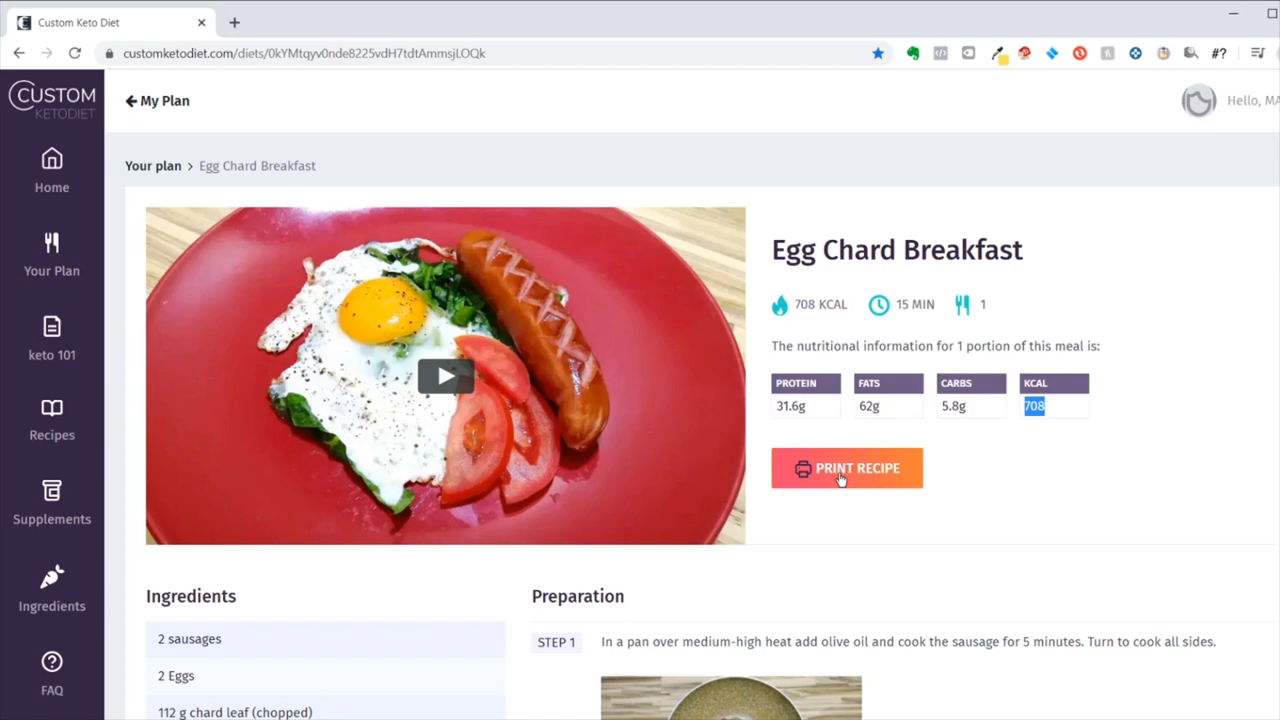 Custom Keto Diet
customketodiet.com/diets/0kYMtqyv0nde8225vdH7tdtAmmsjLOQk
#?
CUSTOM
KETODIET
My Plan
Hello, MA
Home
Your Plan
keto 101
Recipes
Supplements
Ingredients
FAQ
Your plan > Egg Chard Breakfast
Egg Chard Breakfast
708 KCAL 15 MIN 1
The nutritional information for 1 portion of this meal is:
PROTEIN FATS CARBS KCAL
31.6g 62g 5.8g 708
PRINT RECIPE
Ingredients
2 sausages
2 Eggs
112 g chard leaf (chopped)
Preparation
STEP 1 In a pan over medium-high heat add olive oil and cook the sausage for 5 minutes. Turn to cook all sides.